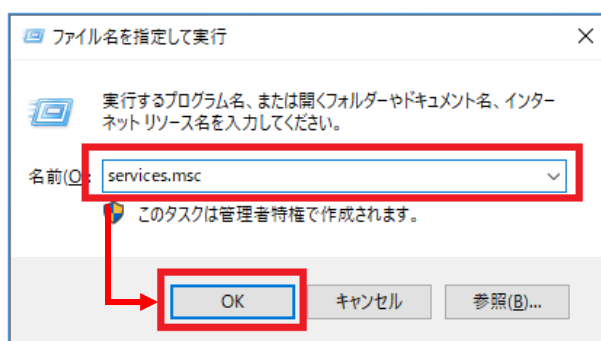 ファイル名を指定して実行
実行するプログラム名、または開くフォルダーやドキュメント名、インター
ネット リソース名を入力してください。
名前(O): services.msc
このタスクは管理者特権で作成されます。
OK キャンセル 参照(B)...